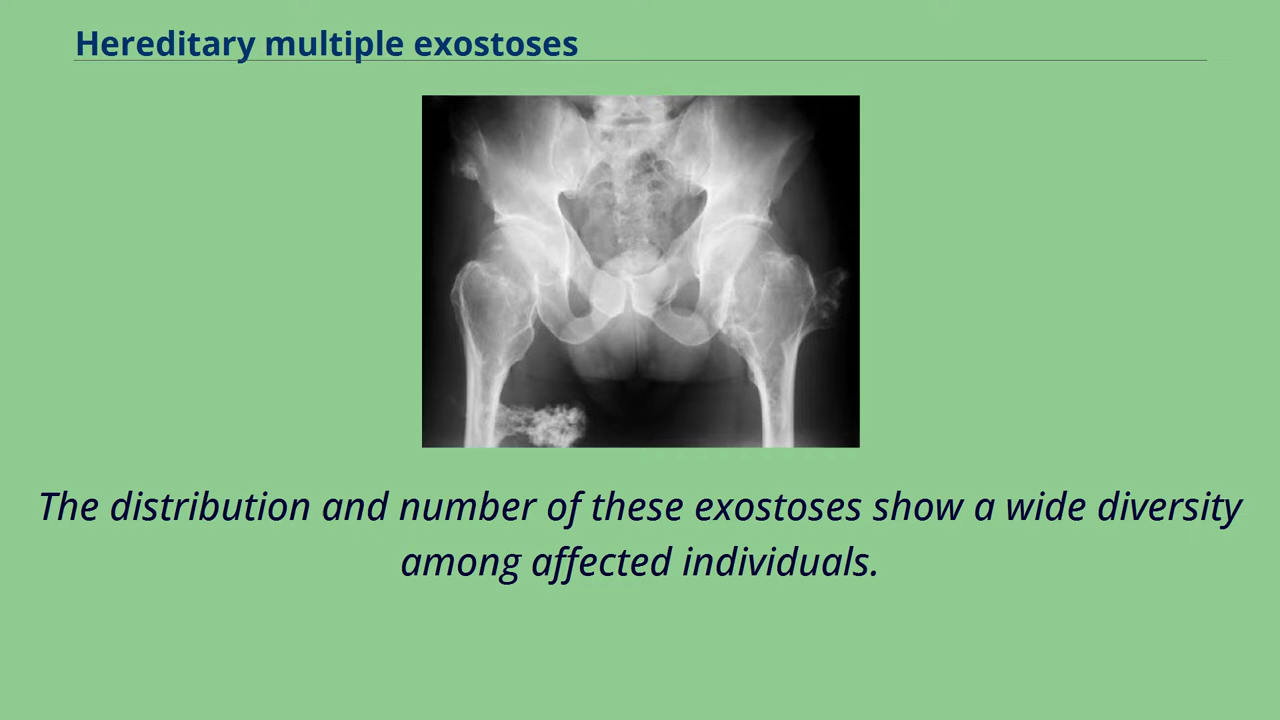 Hereditary multiple exostoses
The distribution and number of these exostoses show a wide diversity
among affected individuals.